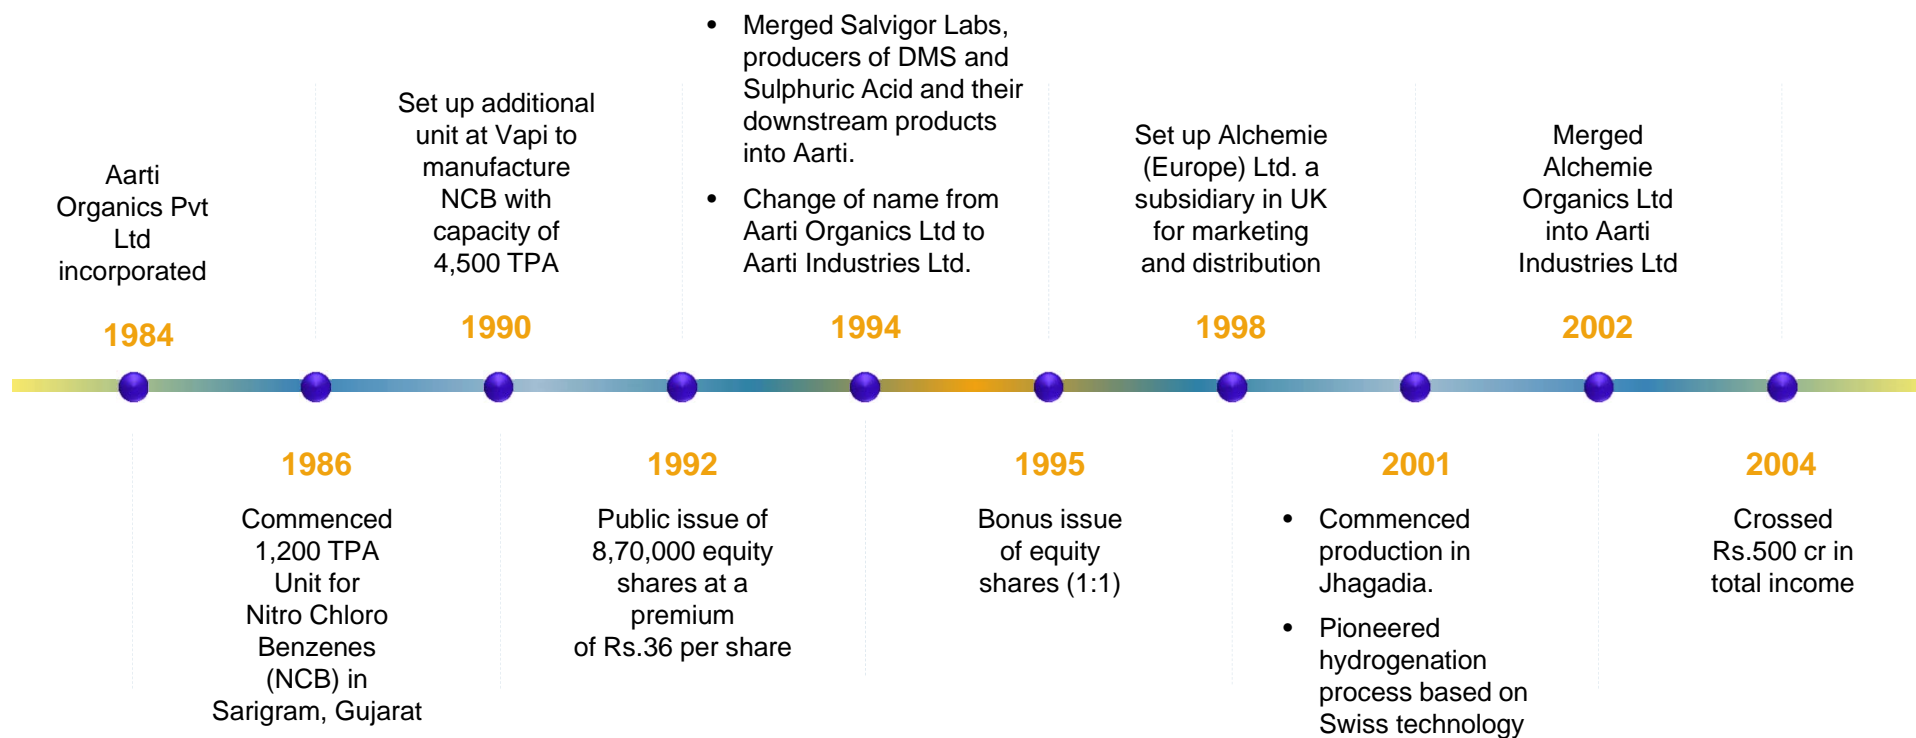 Aarti
Organics Pvt
Ltd
incorporated
1984
1986
Commenced
1,200 TPA
Unit for
Nitro Chloro
Benzenes
(NCB) in
Sarigram, Gujarat
Set up additional
unit at Vapi to
manufacture
NCB with
capacity of
4,500 TPA
1990
1992
Public issue of
8,70,000 equity
shares at a
premium
of Rs.36 per share
• Merged Salvigor Labs,
producers of DMS and
Sulphuric Acid and their
downstream products
into Aarti.
• Change of name from
Aarti Organics Ltd to
Aarti Industries Ltd.
1994
1995
Bonus issue
of equity
shares (1:1)
Set up Alchemie
(Europe) Ltd. a
subsidiary in UK
for marketing
and distribution
1998
2001
• Commenced
production in
Jhagadia.
• Pioneered
hydrogenation
process based on
Swiss technology
Merged
Alchemie
Organics Ltd
into Aarti
Industries Ltd
2002
2004
Crossed
Rs.500 cr in
total income